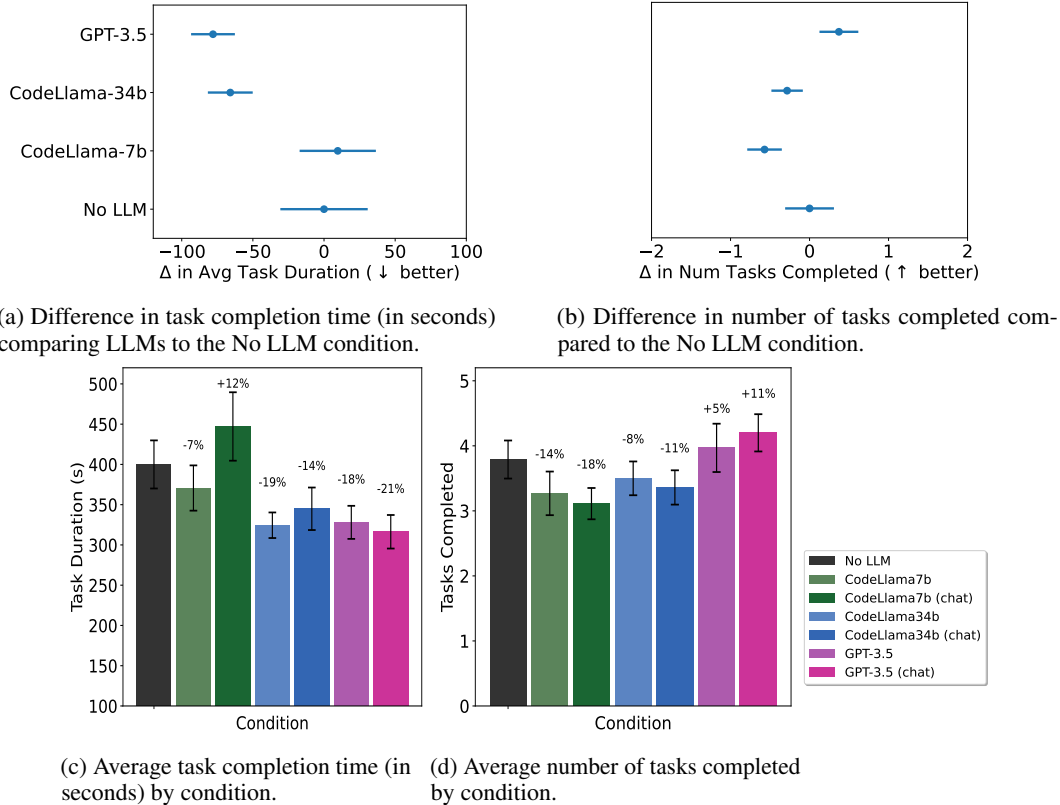 GPT-3.5
CodeLlama-34b
CodeLlama-7b
No LLM
−100 −50 0 50 100
Δ in Avg Task Duration (↓ better)
−2 −1 0 1 2
Δ in Num Tasks Completed (↑ better)
(a) Difference in task completion time (in seconds)
comparing LLMs to the No LLM condition.
(b) Difference in number of tasks completed com-
pared to the No LLM condition.
500
450
400
350
300
250
200
150
100
Task Duration (s)
-7%
+12%
-19%
-14%
-18%
-21%
Condition
5
4
3
2
1
0
Tasks Completed
-14%
-18%
-8%
-11%
+5%
+11%
Condition
No LLM
CodeLlama7b
CodeLlama7b (chat)
CodeLlama34b
CodeLlama34b (chat)
GPT-3.5
GPT-3.5 (chat)
(c) Average task completion time (in
seconds) by condition.
(d) Average number of tasks completed
by condition.